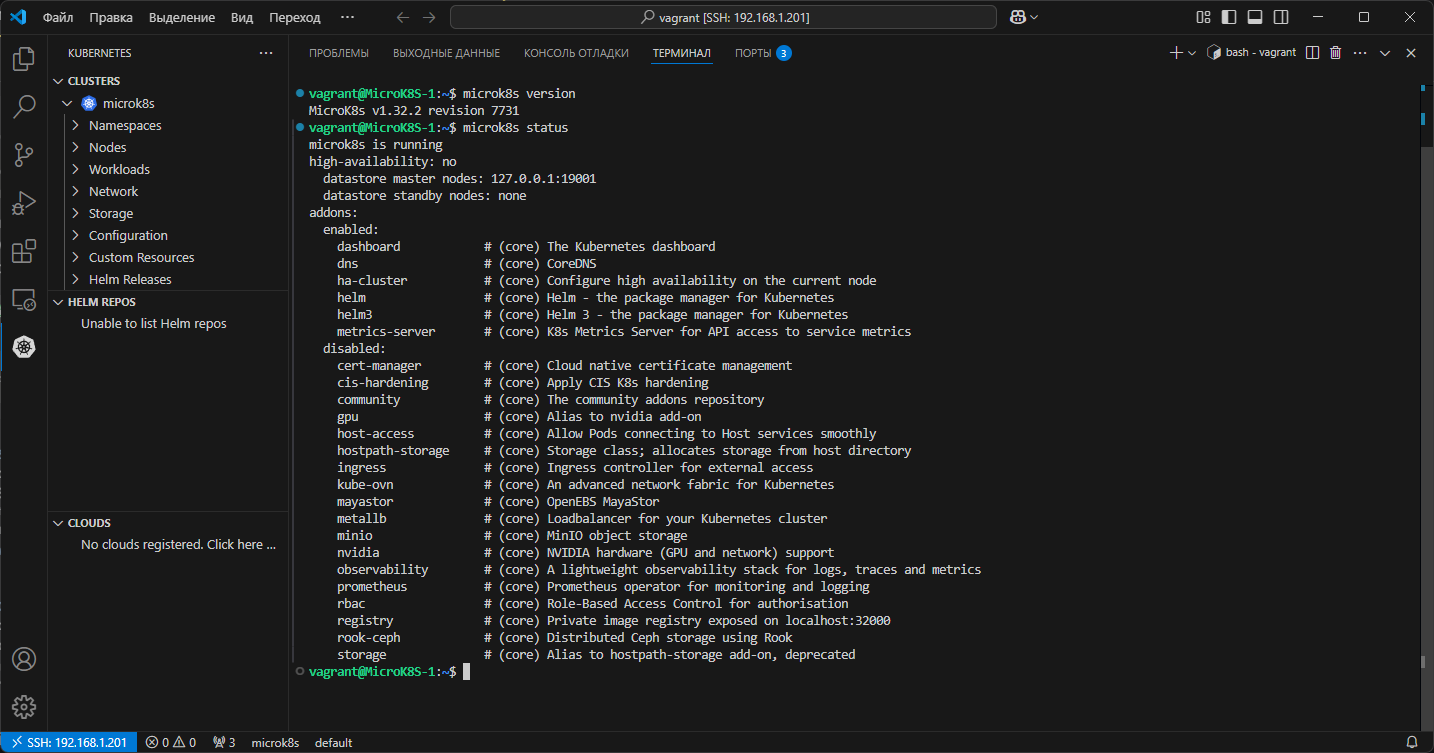 Файл Правка Выделение Вид Переход ··· vagrant [SSH: 192.168.1.201]
KUBERNETES ···
CLUSTERS
microk8s
Namespaces
Nodes
Workloads
Network
Storage
Configuration
Custom Resources
Helm Releases
HELM REPOS
Unable to list Helm repos
CLOUDS
No clouds registered. Click here ...
ПРОБЛЕМЫ ВЫХОДНЫЕ ДАННЫЕ КОНСОЛЬ ОТЛАДКИ ТЕРМИНАЛ ПОРТЫ 3 bash - vagrant ···
vagrant@MicroK8S-1:~$ microk8s version
MicroK8s v1.32.2 revision 7731
vagrant@MicroK8S-1:~$ microk8s status
microk8s is running
high-availability: no
  datastore master nodes: 127.0.0.1:19001
  datastore standby nodes: none
addons:
  enabled:
    dashboard            # (core) The Kubernetes dashboard
    dns                  # (core) CoreDNS
    ha-cluster           # (core) Configure high availability on the current node
    helm                 # (core) Helm - the package manager for Kubernetes
    helm3                # (core) Helm 3 - the package manager for Kubernetes
    metrics-server       # (core) K8s Metrics Server for API access to service metrics
  disabled:
    cert-manager         # (core) Cloud native certificate management
    cis-hardening        # (core) Apply CIS K8s hardening
    community            # (core) The community addons repository
    gpu                  # (core) Alias to nvidia add-on
    host-access          # (core) Allow Pods connecting to Host services smoothly
    hostpath-storage     # (core) Storage class; allocates storage from host directory
    ingress              # (core) Ingress controller for external access
    kube-ovn             # (core) An advanced network fabric for Kubernetes
    mayastor             # (core) OpenEBS MayaStor
    metallb              # (core) Loadbalancer for your Kubernetes cluster
    minio                # (core) MinIO object storage
    nvidia               # (core) NVIDIA hardware (GPU and network) support
    observability        # (core) A lightweight observability stack for logs, traces and metrics
    prometheus           # (core) Prometheus operator for monitoring and logging
    rbac                 # (core) Role-Based Access Control for authorisation
    registry             # (core) Private image registry exposed on localhost:32000
    rook-ceph            # (core) Distributed Ceph storage using Rook
    storage              # (core) Alias to hostpath-storage add-on, deprecated
vagrant@MicroK8S-1:~$
SSH: 192.168.1.201 0 0 3 microk8s default